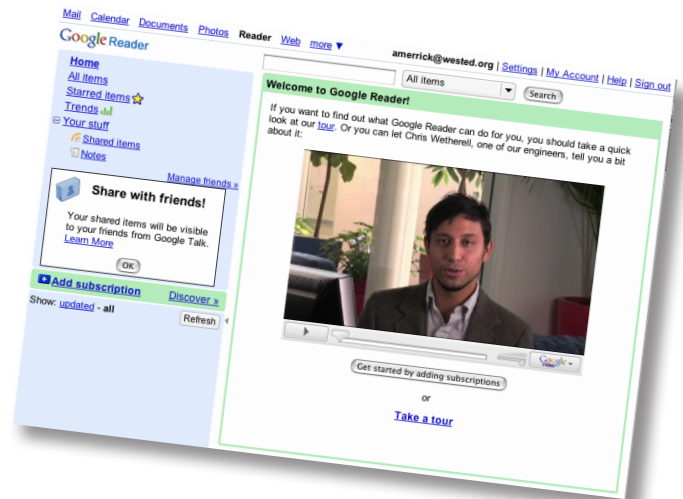 Mail Calendar Documents Photos Reader Web more ▼
amerrick@wested.org | Settings | My Account | Help | Sign out
Google Reader
All items
Search
Home
All items
Starred items
Trends
Your stuff
Shared items
Notes
Manage friends »
Share with friends!
Your shared items will be visible
to your friends from Google Talk.
Learn More
OK
Add subscription Discover »
Show: updated - all
Refresh
Welcome to Google Reader!
If you want to find out what Google Reader can do for you, you should take a quick
look at our tour. Or you can let Chris Wetherell, one of our engineers, tell you a bit
about it:
Google
Video
Get started by adding subscriptions
or
Take a tour